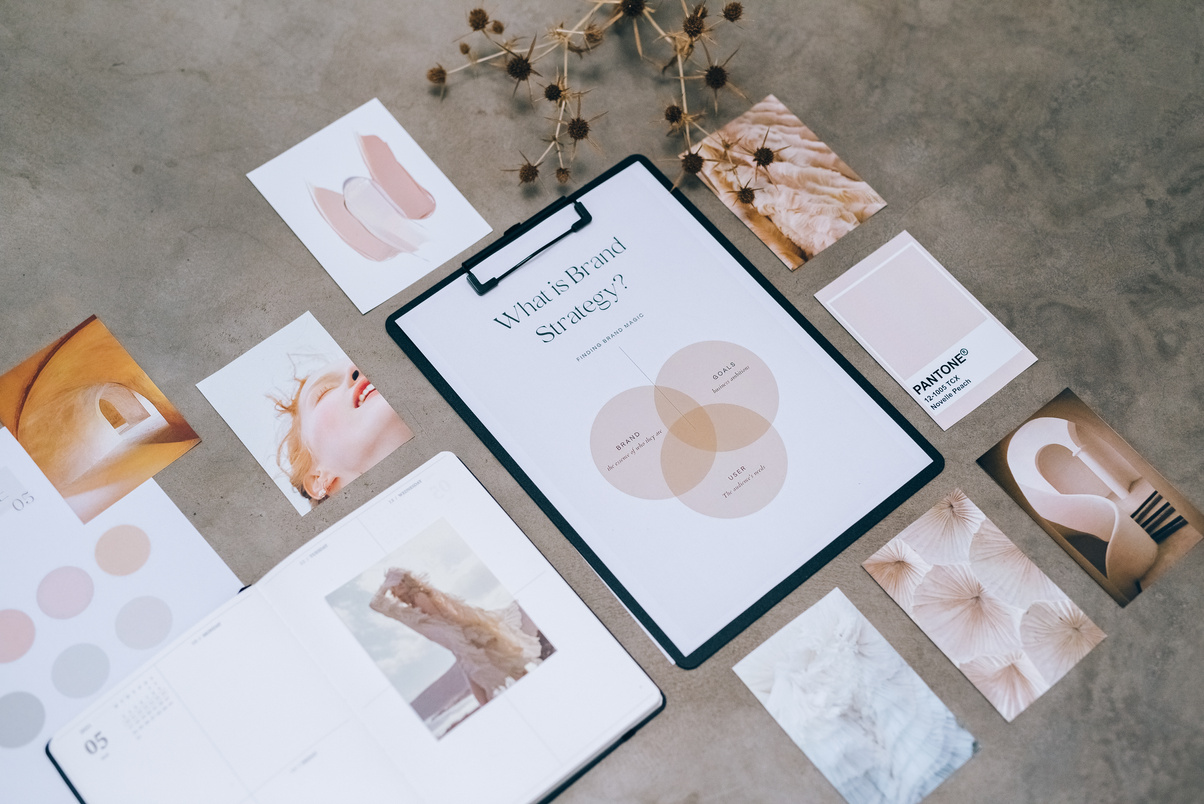 What is Brand
Strategy?
FINDING BRAND MAGIC
GOALS
business ambitions
BRAND
the essence of who they are
USER
The audience's needs
PANTONE®
12-1005 TCX
Novelle Peach
03
05